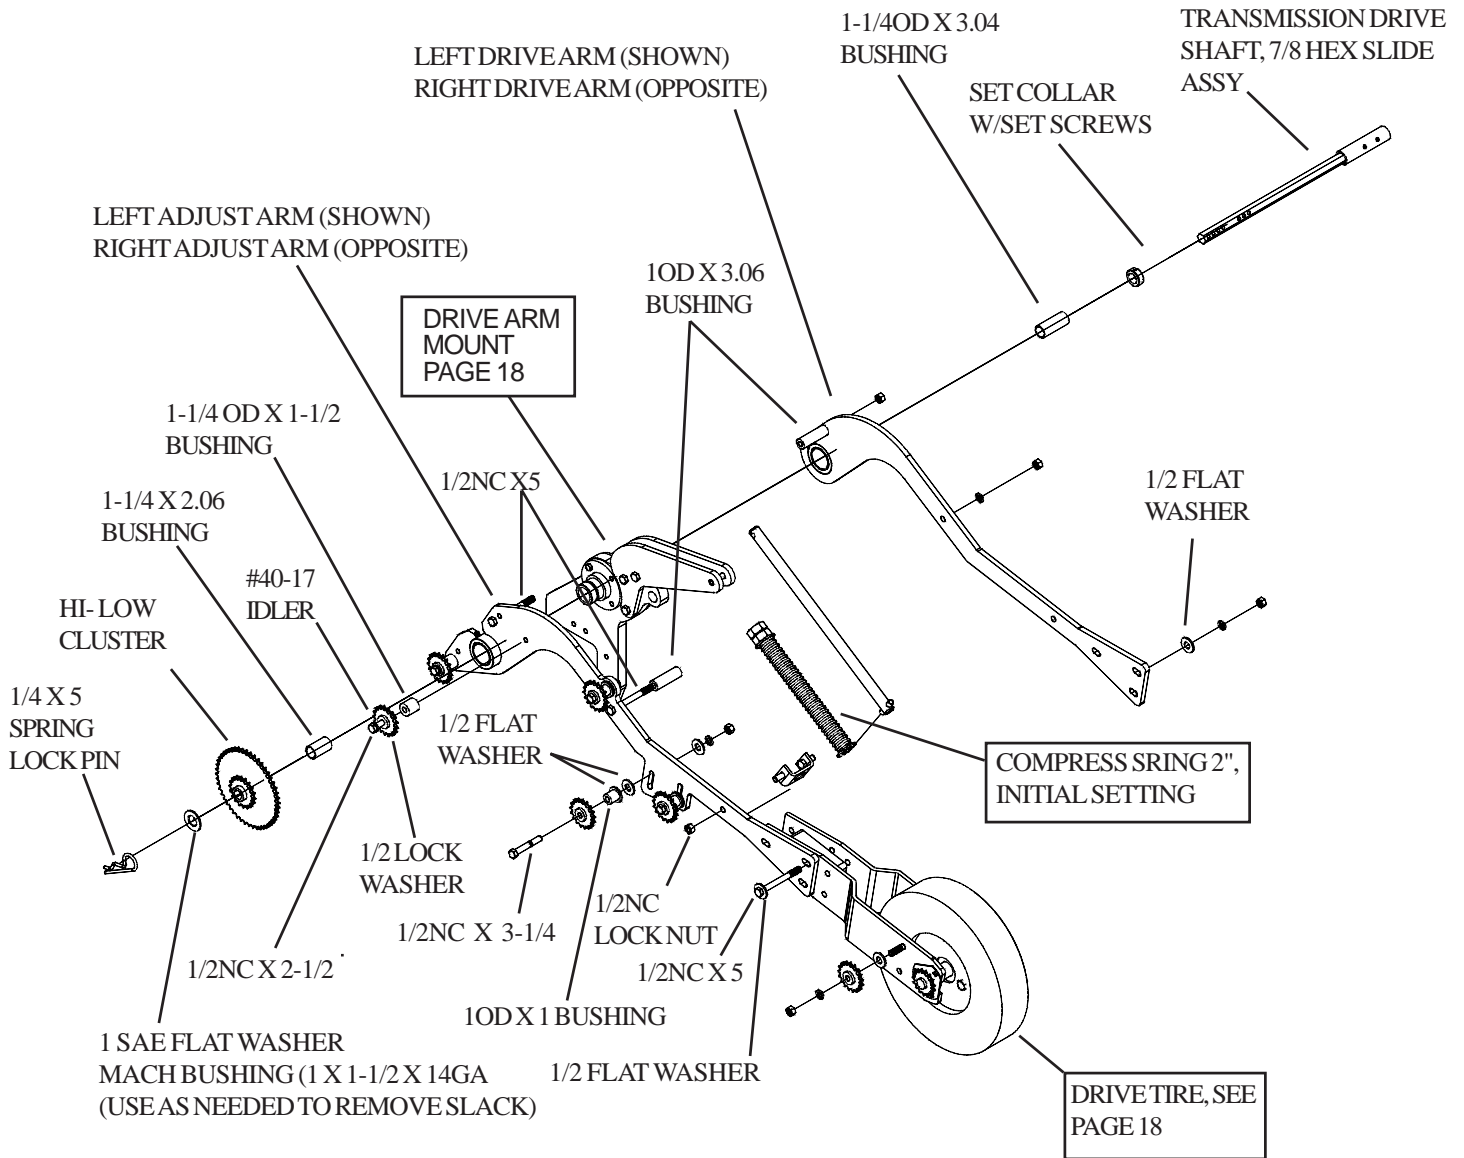 1-1/4OD X 3.04
BUSHING
TRANSMISSION DRIVE
SHAFT, 7/8 HEX SLIDE
ASSY
LEFT DRIVE ARM (SHOWN)
RIGHT DRIVE ARM (OPPOSITE)
SET COLLAR
W/SET SCREWS
LEFT ADJUST ARM (SHOWN)
RIGHT ADJUST ARM (OPPOSITE)
1OD X 3.06
BUSHING
DRIVE ARM
MOUNT
PAGE 18
1-1/4 OD X 1-1/2
BUSHING
1/2NC X5
1/2 FLAT
WASHER
1-1/4 X 2.06
BUSHING
#40-17
IDLER
HI- LOW
CLUSTER
1/4 X 5
SPRING
LOCK PIN
1/2 FLAT
WASHER
COMPRESS SRING 2",
INITIAL SETTING
1/2 LOCK
WASHER
1/2NC X 3-1/4
1/2NC
LOCK NUT
1/2NC X 2-1/2
1/2NC X 5
1OD X 1 BUSHING
1/2 FLAT WASHER
1 SAE FLAT WASHER
MACH BUSHING (1 X 1-1/2 X 14GA
(USE AS NEEDED TO REMOVE SLACK)
DRIVE TIRE, SEE
PAGE 18